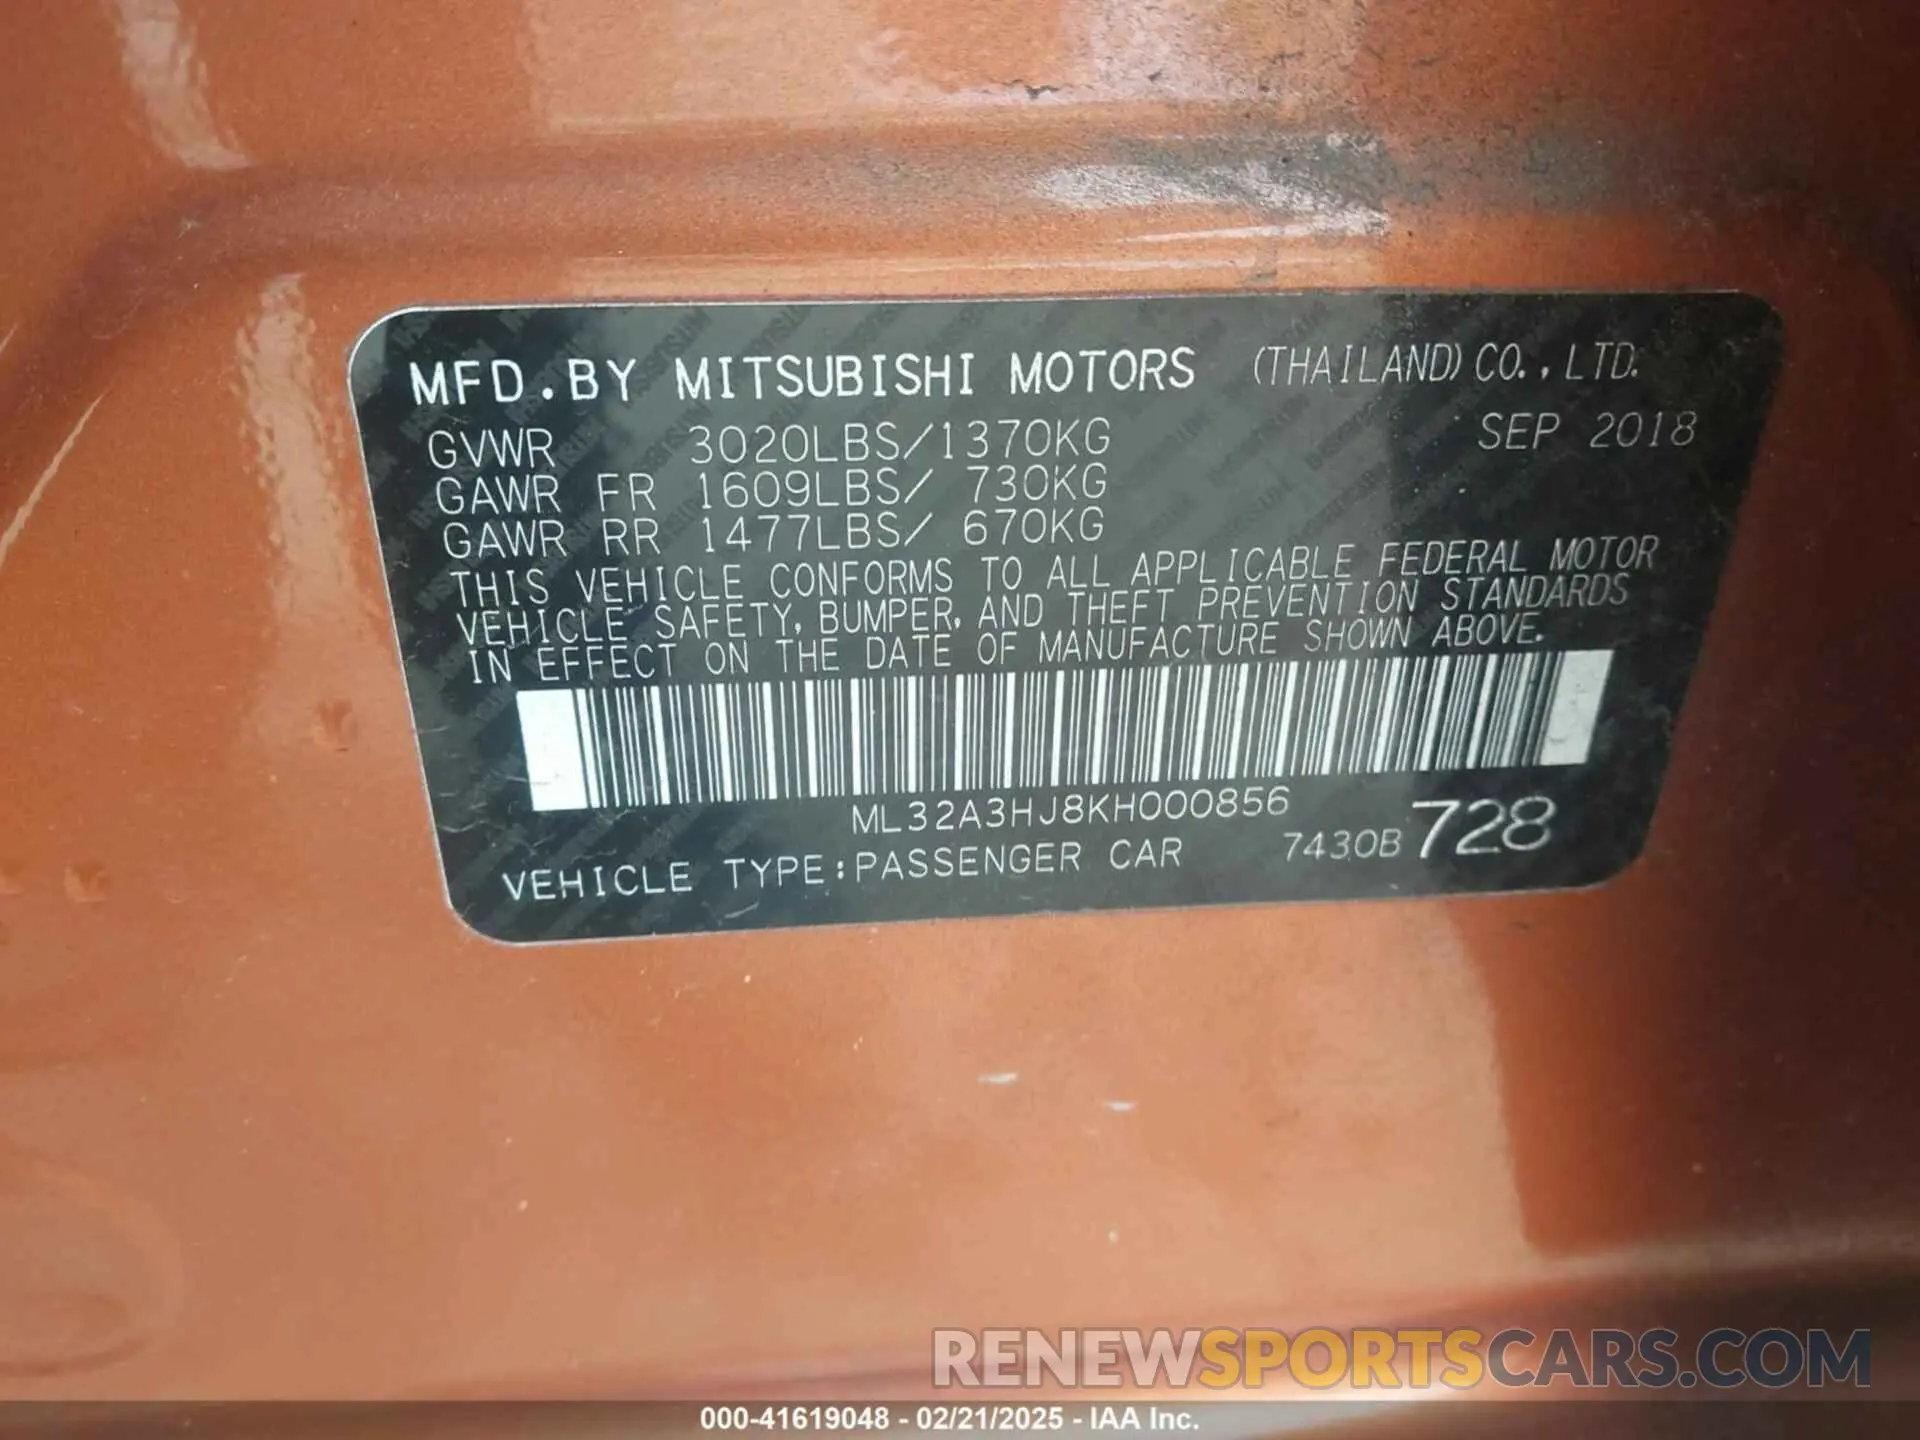 MFD.BY MITSUBISHI MOTORS (THAILAND) CO.,LTD.
SEP 2018
GVWR 3020LBS/1370KG
GAWR FR 1609LBS/ 730KG
GAWR RR 1477LBS/ 670KG
THIS VEHICLE CONFORMS TO ALL APPLICABLE FEDERAL MOTOR
VEHICLE SAFETY, BUMPER, AND THEFT PREVENTION STANDARDS
IN EFFECT ON THE DATE OF MANUFACTURE SHOWN ABOVE.
ML32A3HJ8KH000856
VEHICLE TYPE:PASSENGER CAR 7430B 728
RENEWSPORTSCARS.COM
000-41619048 - 02/21/2025 - IAA Inc.